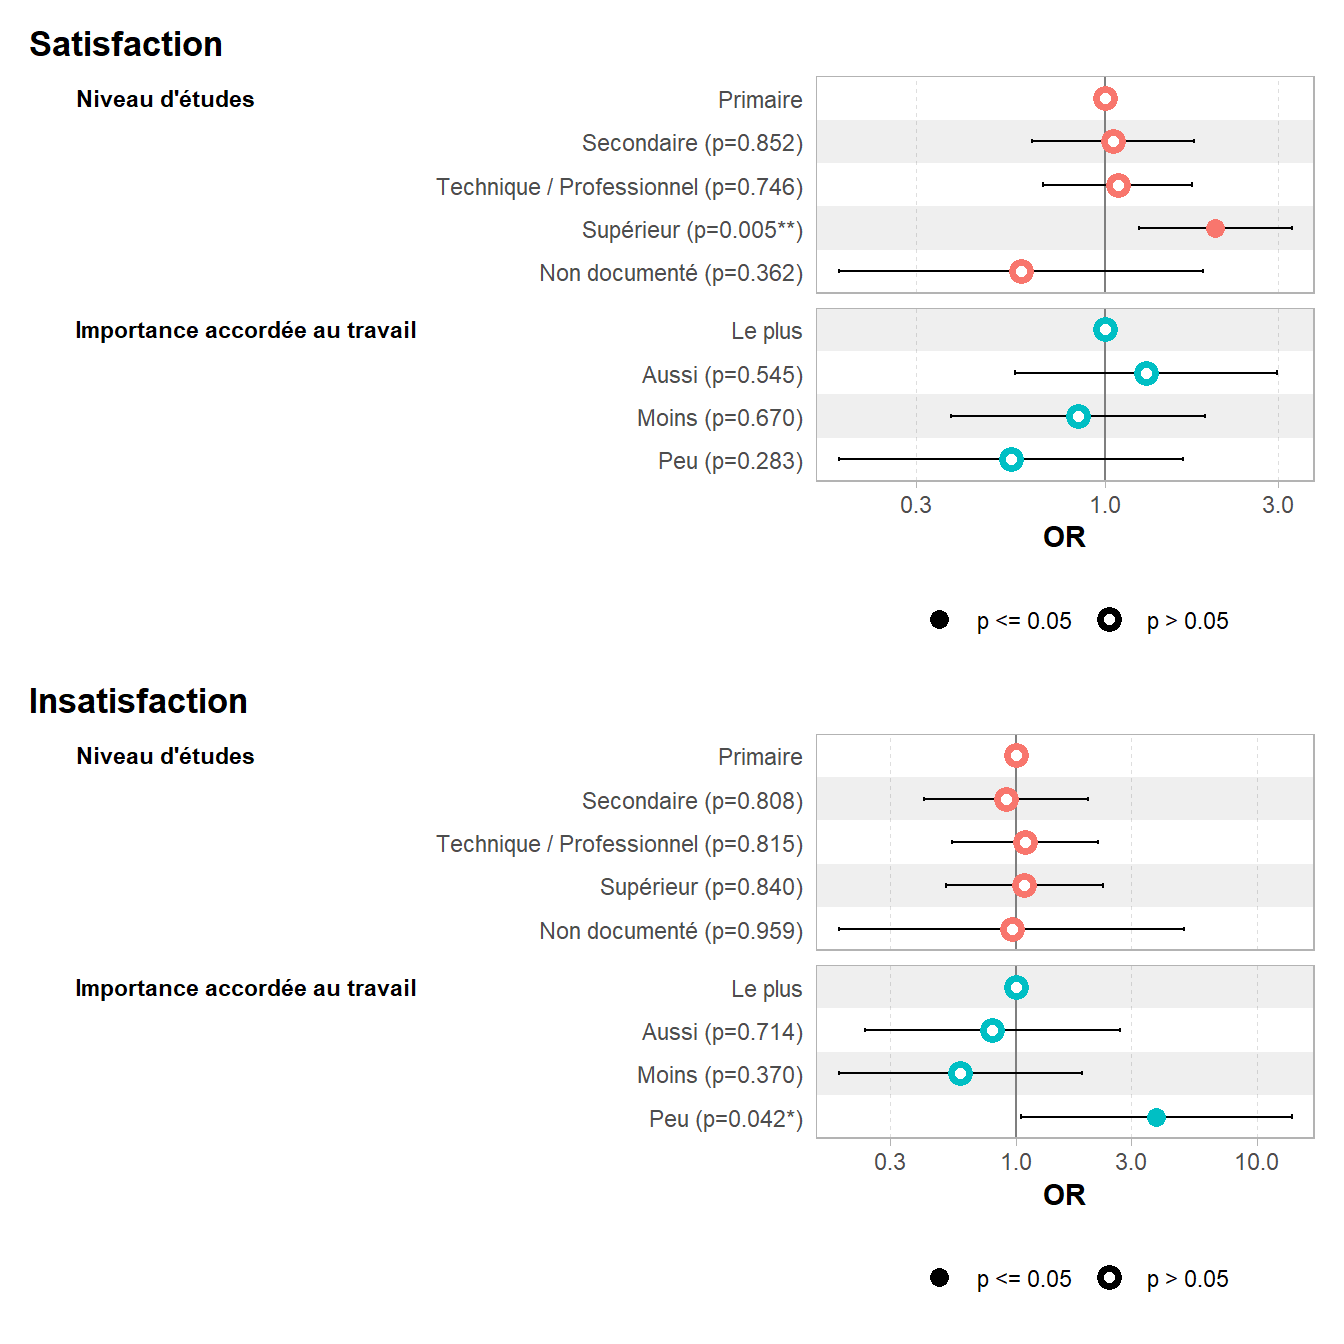 Satisfaction
Niveau d'études
Primaire
Secondaire (p=0.852)
Technique / Professionnel (p=0.746)
Supérieur (p=0.005**)
Non documenté (p=0.362)
Importance accordée au travail
Le plus
Aussi (p=0.545)
Moins (p=0.670)
Peu (p=0.283)
0.3 1.0 3.0
OR
p <= 0.05 p > 0.05
Insatisfaction
Niveau d'études
Primaire
Secondaire (p=0.808)
Technique / Professionnel (p=0.815)
Supérieur (p=0.840)
Non documenté (p=0.959)
Importance accordée au travail
Le plus
Aussi (p=0.714)
Moins (p=0.370)
Peu (p=0.042*)
0.3 1.0 3.0 10.0
OR
p <= 0.05 p > 0.05